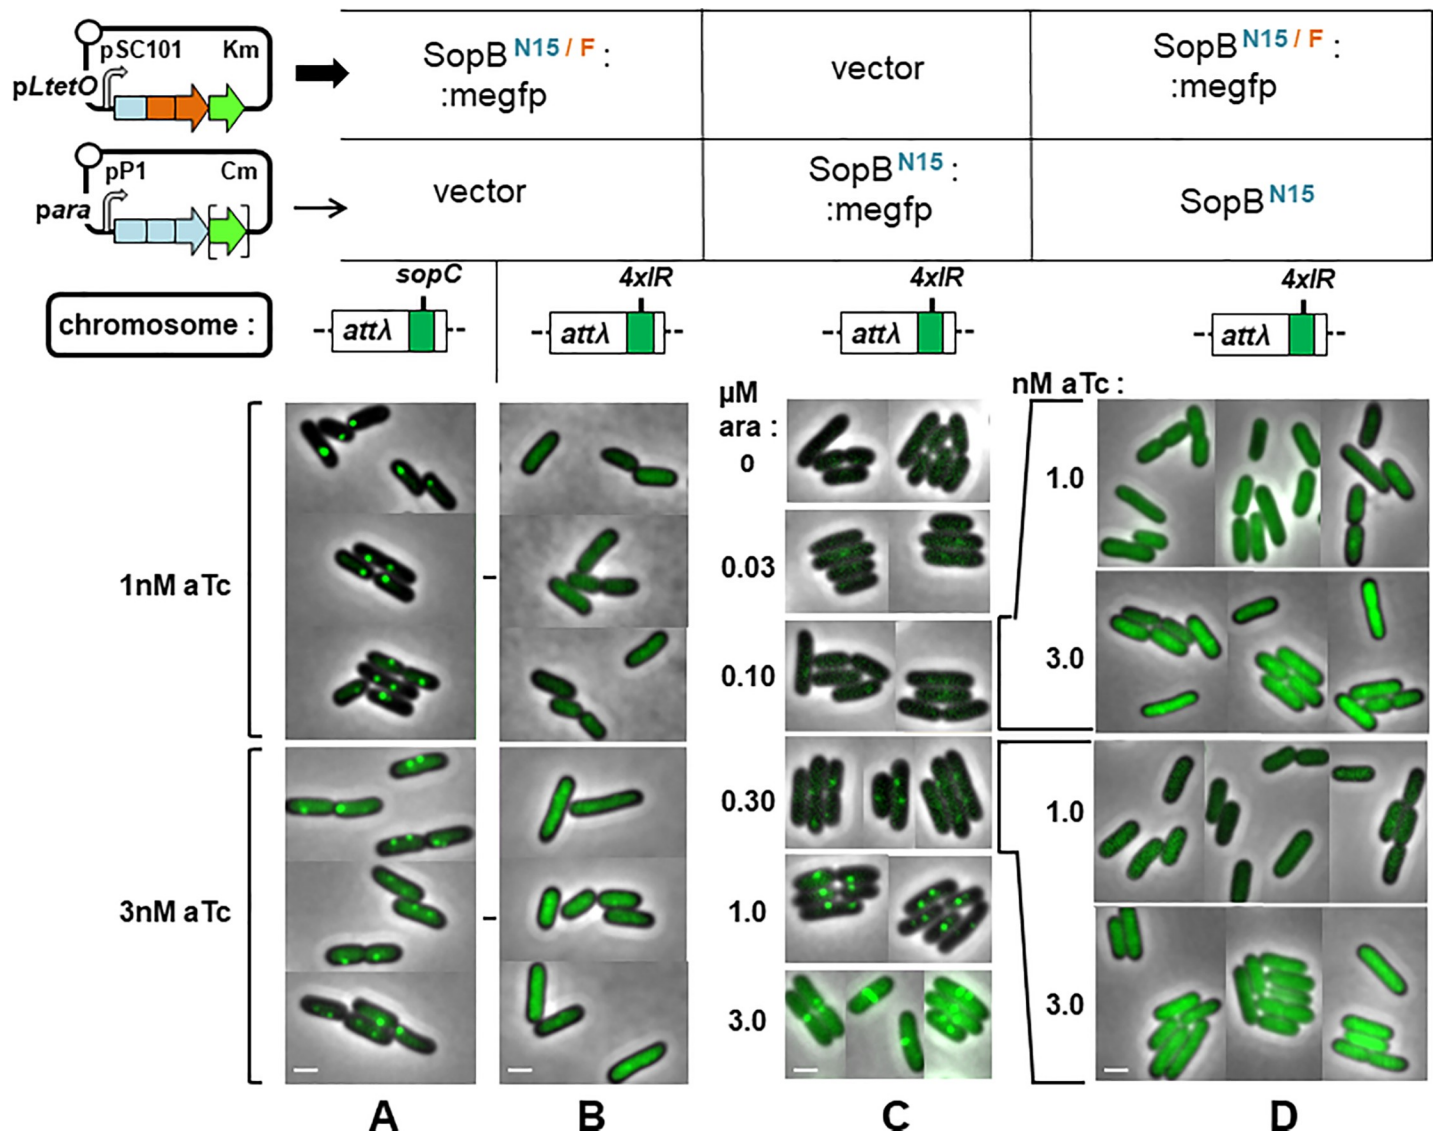 pSC101 Km
pLtetO
SopB N15 / F :
:megfp
vector
SopB N15 / F :
:megfp
pP1 Cm
para
vector
SopB N15 :
:megfp
SopB N15
sopC
4xIR
4xIR
4xIR
chromosome :
attλ
attλ
attλ
attλ
1nM aTc
3nM aTc
µM
ara :
0
0.03
0.10
0.30
1.0
3.0
nM aTc :
1.0
3.0
1.0
3.0
A B C D